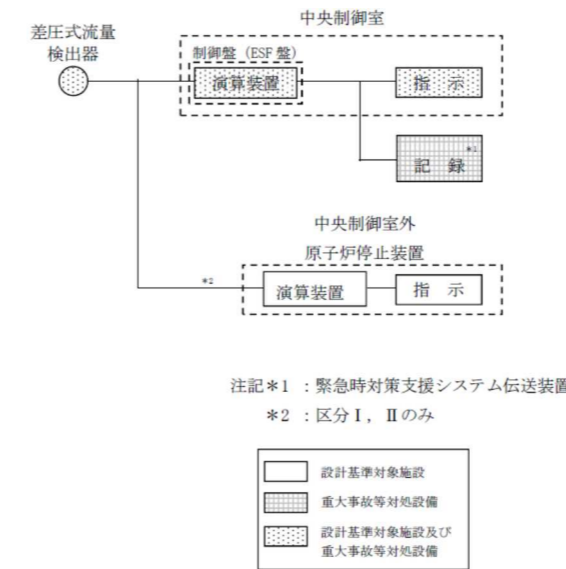 中央制御室
差圧式流量
検出器
制御盤（ESF 盤）
演算装置
指　示
*1
記　録
中央制御室外
原子炉停止装置
*2
演算装置
指　示
注記*1 ：緊急時対策支援システム伝送装置
*2 ：区分Ⅰ，Ⅱのみ
設計基準対象施設
重大事故等対処設備
設計基準対象施設及び
重大事故等対処設備